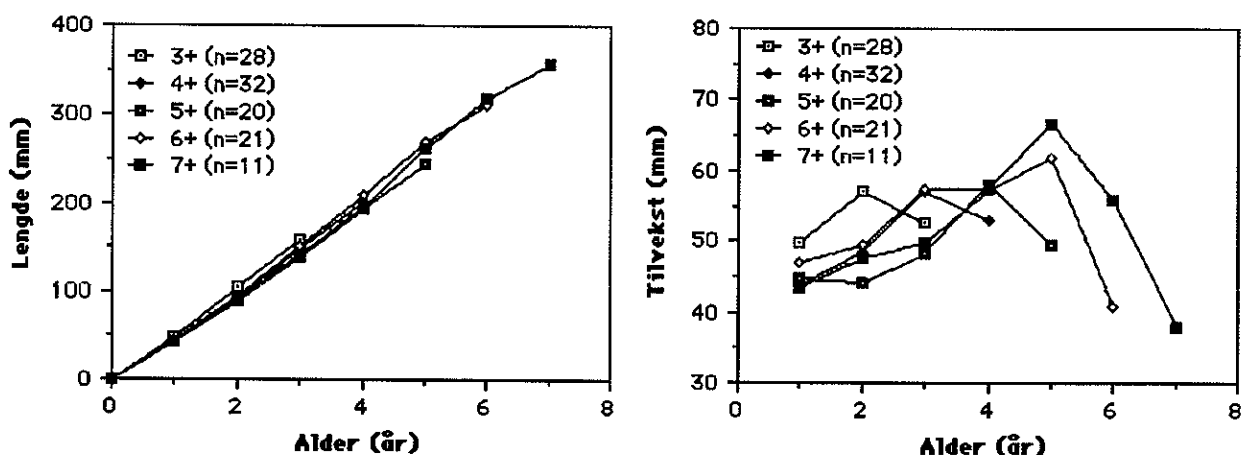 400
300
200
100
0
Lengde (mm)
3+ (n=28)
4+ (n=32)
5+ (n=20)
6+ (n=21)
7+ (n=11)
0 2 4 6 8
Alder (år)
80
70
60
50
40
30
Tilvekst (mm)
3+ (n=28)
4+ (n=32)
5+ (n=20)
6+ (n=21)
7+ (n=11)
0 2 4 6 8
Alder (år)